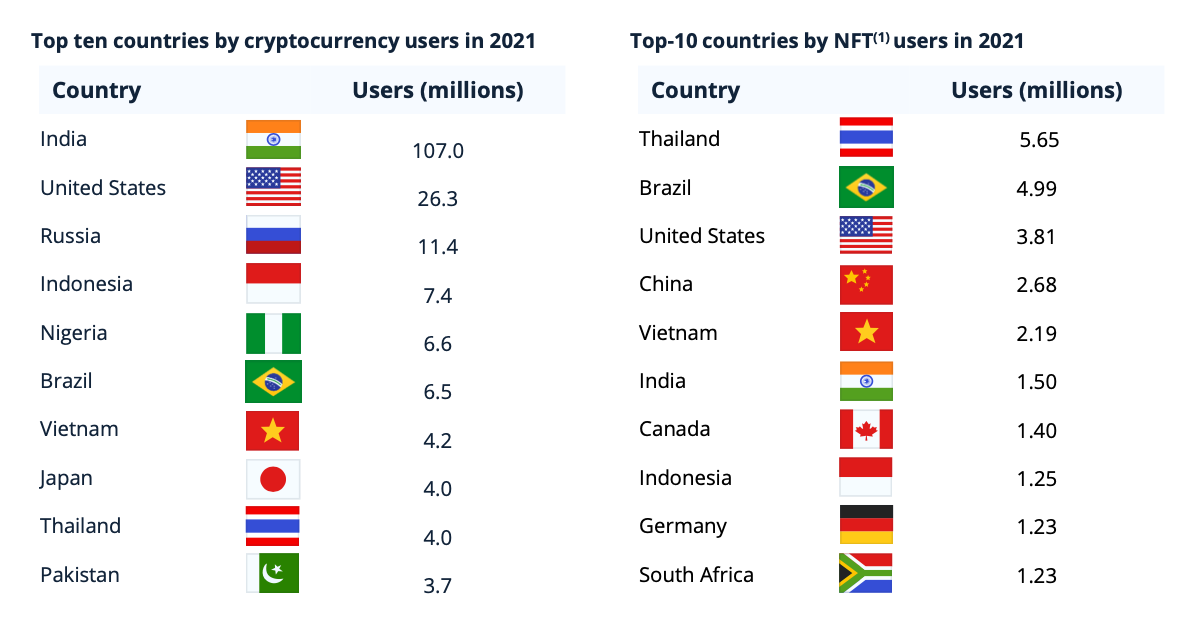 Top ten countries by cryptocurrency users in 2021
Country Users (millions)
India 107.0
United States 26.3
Russia 11.4
Indonesia 7.4
Nigeria 6.6
Brazil 6.5
Vietnam 4.2
Japan 4.0
Thailand 4.0
Pakistan 3.7
Top-10 countries by NFT(1) users in 2021
Country Users (millions)
Thailand 5.65
Brazil 4.99
United States 3.81
China 2.68
Vietnam 2.19
India 1.50
Canada 1.40
Indonesia 1.25
Germany 1.23
South Africa 1.23